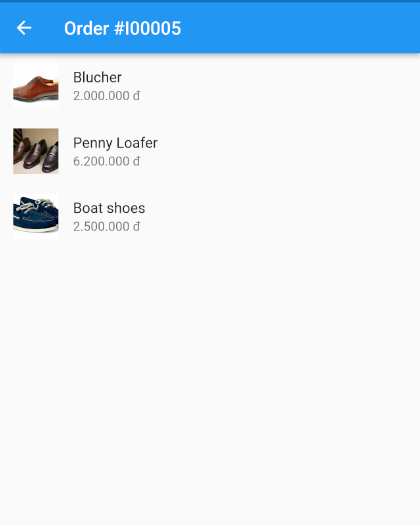 Order #I00005
Blucher
2.000.000 đ
Penny Loafer
6.200.000 đ
Boat shoes
2.500.000 đ